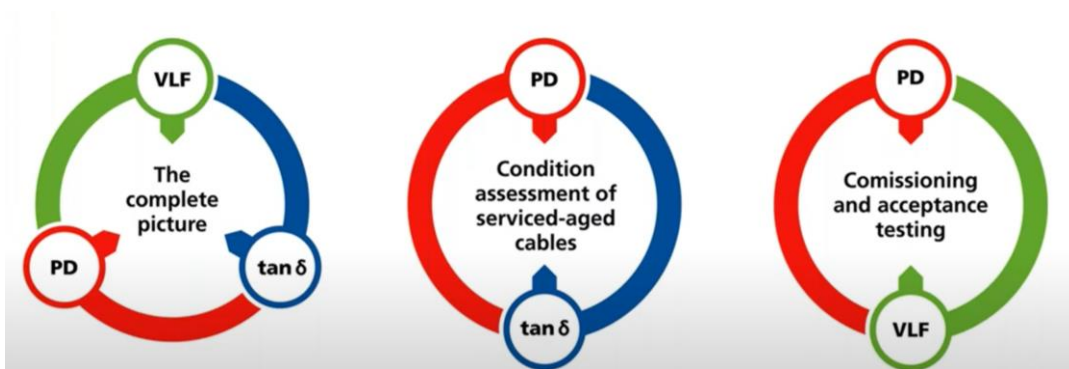 VLF
The
complete
picture
PD
tan δ
PD
Condition
assessment of
serviced-aged
cables
tan δ
PD
Comissioning
and acceptance
testing
VLF